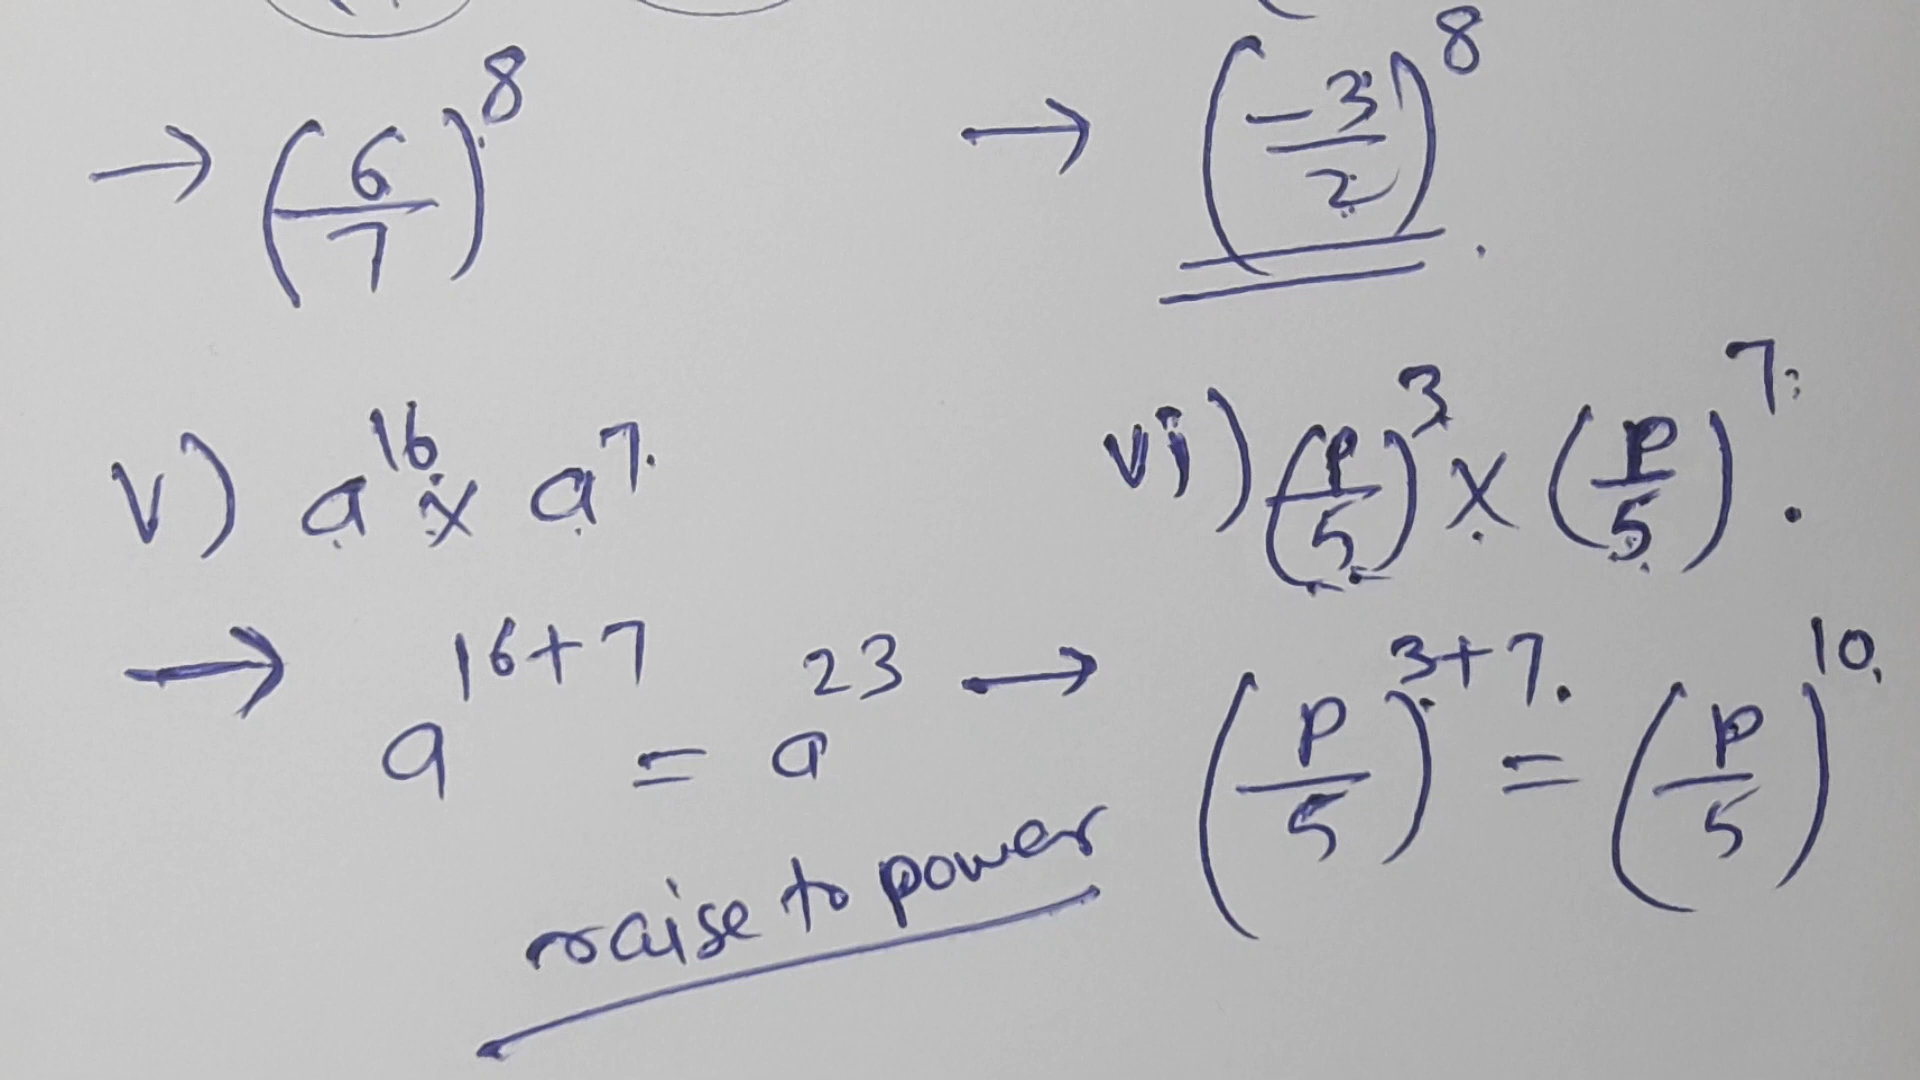 → (6/7)^8
→ (-3/2)^8
v) a^16 × a^7
→ a^16+7 = a^23
vi) (p/5)^3 × (p/5)^7
→ (p/5)^3+7 = (p/5)^10
raise to power